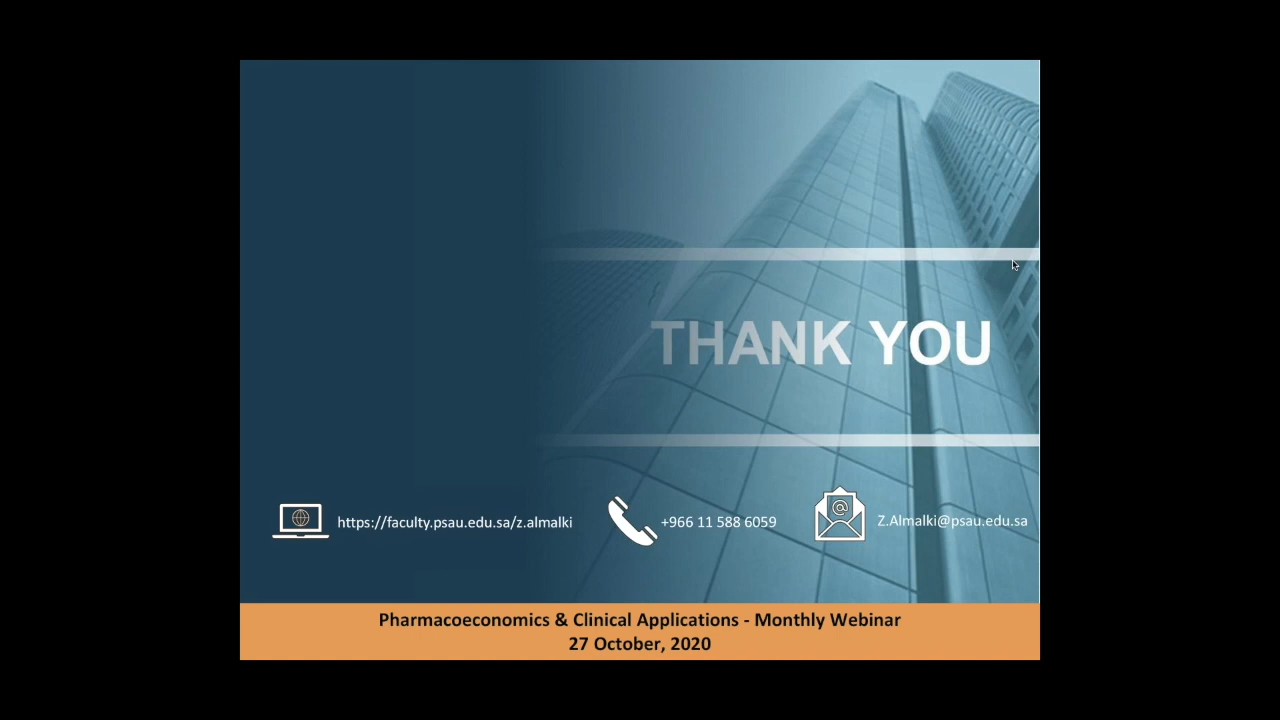 THANK YOU
https://faculty.psau.edu.sa/z.almalki
+966 11 588 6059
@
Z.Almalki@psau.edu.sa
Pharmacoeconomics & Clinical Applications - Monthly Webinar
27 October, 2020